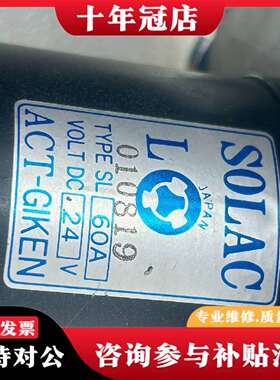 十年冠店
SOLAC
L
JAPAN
010819
TYPE SL 60A
VOLT DC. 24 V
ACT-GIKEN
发票
专业维修.质
对公
咨询参与补贴活